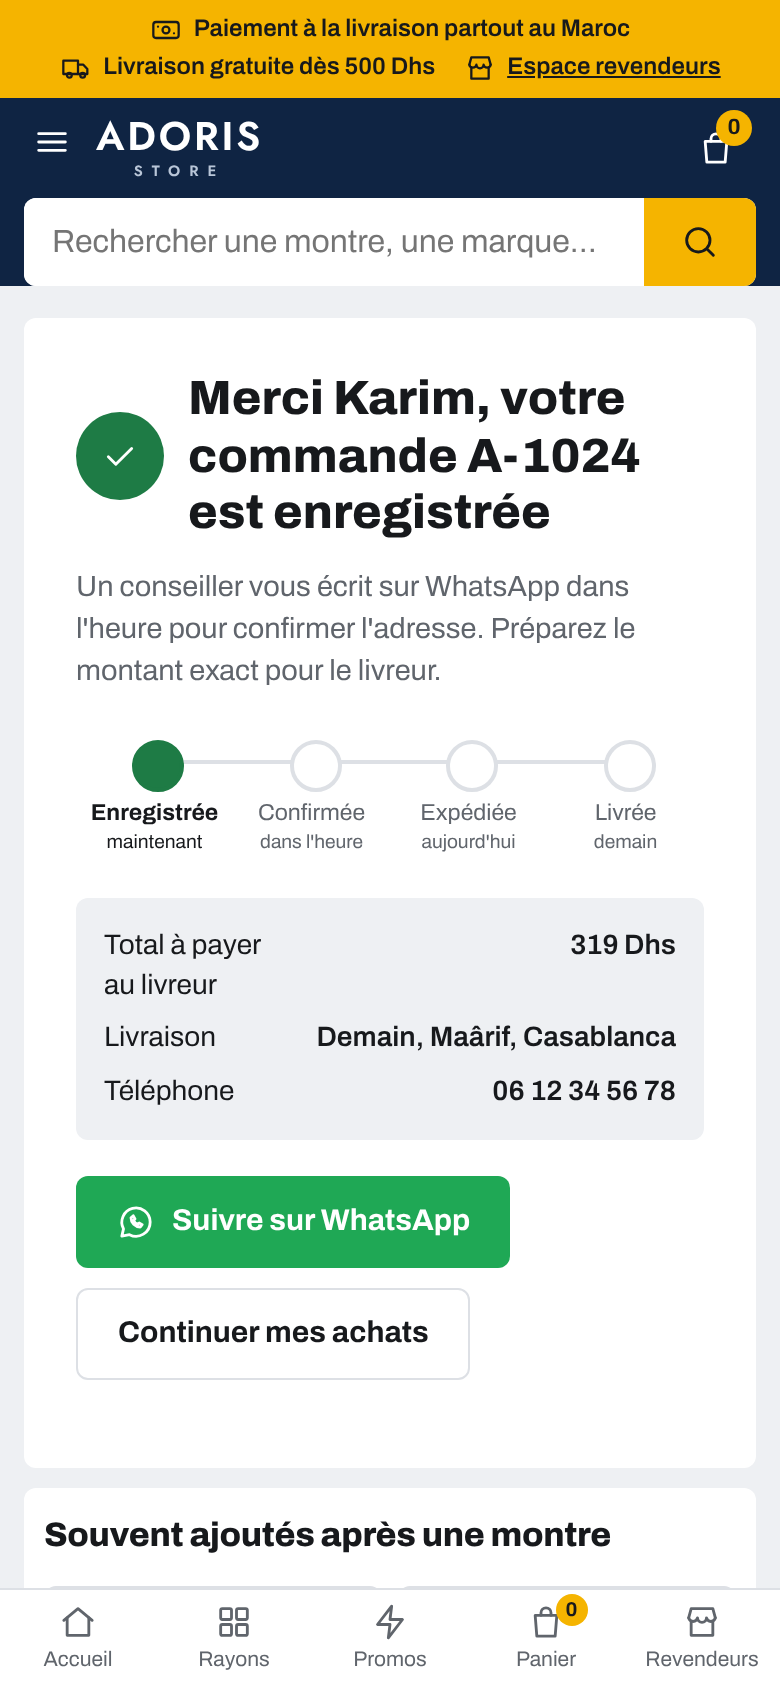 Paiement à la livraison partout au Maroc
Livraison gratuite dès 500 Dhs Espace revendeurs
ADORIS
STORE
0
Rechercher une montre, une marque...
Merci Karim, votre
commande A-1024
est enregistrée
Un conseiller vous écrit sur WhatsApp dans
l'heure pour confirmer l'adresse. Préparez le
montant exact pour le livreur.
Enregistrée Confirmée Expédiée Livrée
maintenant dans l'heure aujourd'hui demain
Total à payer 319 Dhs
au livreur
Livraison Demain, Maârif, Casablanca
Téléphone 06 12 34 56 78
Suivre sur WhatsApp
Continuer mes achats
Souvent ajoutés après une montre
0
Accueil Rayons Promos Panier Revendeurs